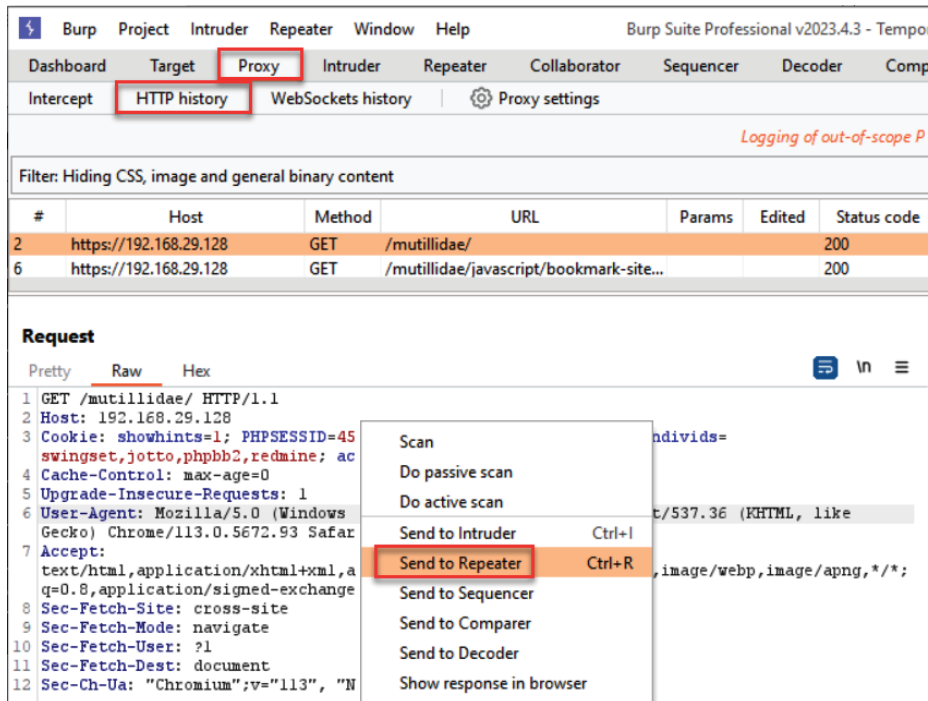 Burp Project Intruder Repeater Window Help Burp Suite Professional v2023.4.3 - Tempor
Dashboard Target Proxy Intruder Repeater Collaborator Sequencer Decoder Comp
Intercept HTTP history WebSockets history Proxy settings
Logging of out-of-scope P
Filter: Hiding CSS, image and general binary content
# Host Method URL Params Edited Status code
2 https://192.168.29.128 GET /mutillidae/ 200
6 https://192.168.29.128 GET /mutillidae/javascript/bookmark-site... 200
Request
Pretty Raw Hex \n
1 GET /mutillidae/ HTTP/1.1
2 Host: 192.168.29.128
3 Cookie: showhints=1; PHPSESSID=45 ndivids=
swingset,jotto,phpbb2,redmine; ac
4 Cache-Control: max-age=0
5 Upgrade-Insecure-Requests: 1
6 User-Agent: Mozilla/5.0 (Windows t/537.36 (KHTML, like
Gecko) Chrome/113.0.5672.93 Safar
7 Accept:
text/html,application/xhtml+xml,a ,image/webp,image/apng,*/*;
q=0.8,application/signed-exchange
8 Sec-Fetch-Site: cross-site
9 Sec-Fetch-Mode: navigate
10 Sec-Fetch-User: ?1
11 Sec-Fetch-Dest: document
12 Sec-Ch-Ua: "Chromium";v="113", "N
Scan
Do passive scan
Do active scan
Send to Intruder Ctrl+I
Send to Repeater Ctrl+R
Send to Sequencer
Send to Comparer
Send to Decoder
Show response in browser